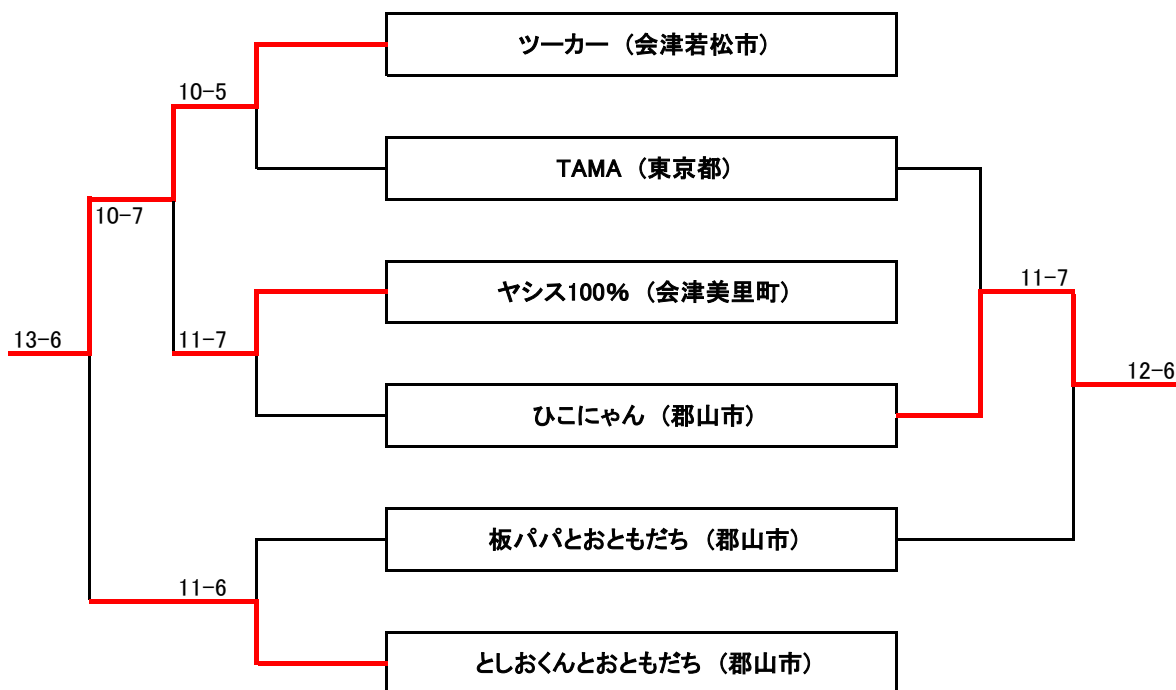 ツーカー （会津若松市）
10-5
TAMA （東京都）
10-7
ヤシス100% （会津美里町）
11-7
13-6
11-7
12-6
ひこにゃん （郡山市）
板パパとおともだち （郡山市）
11-6
としおくんとおともだち （郡山市）